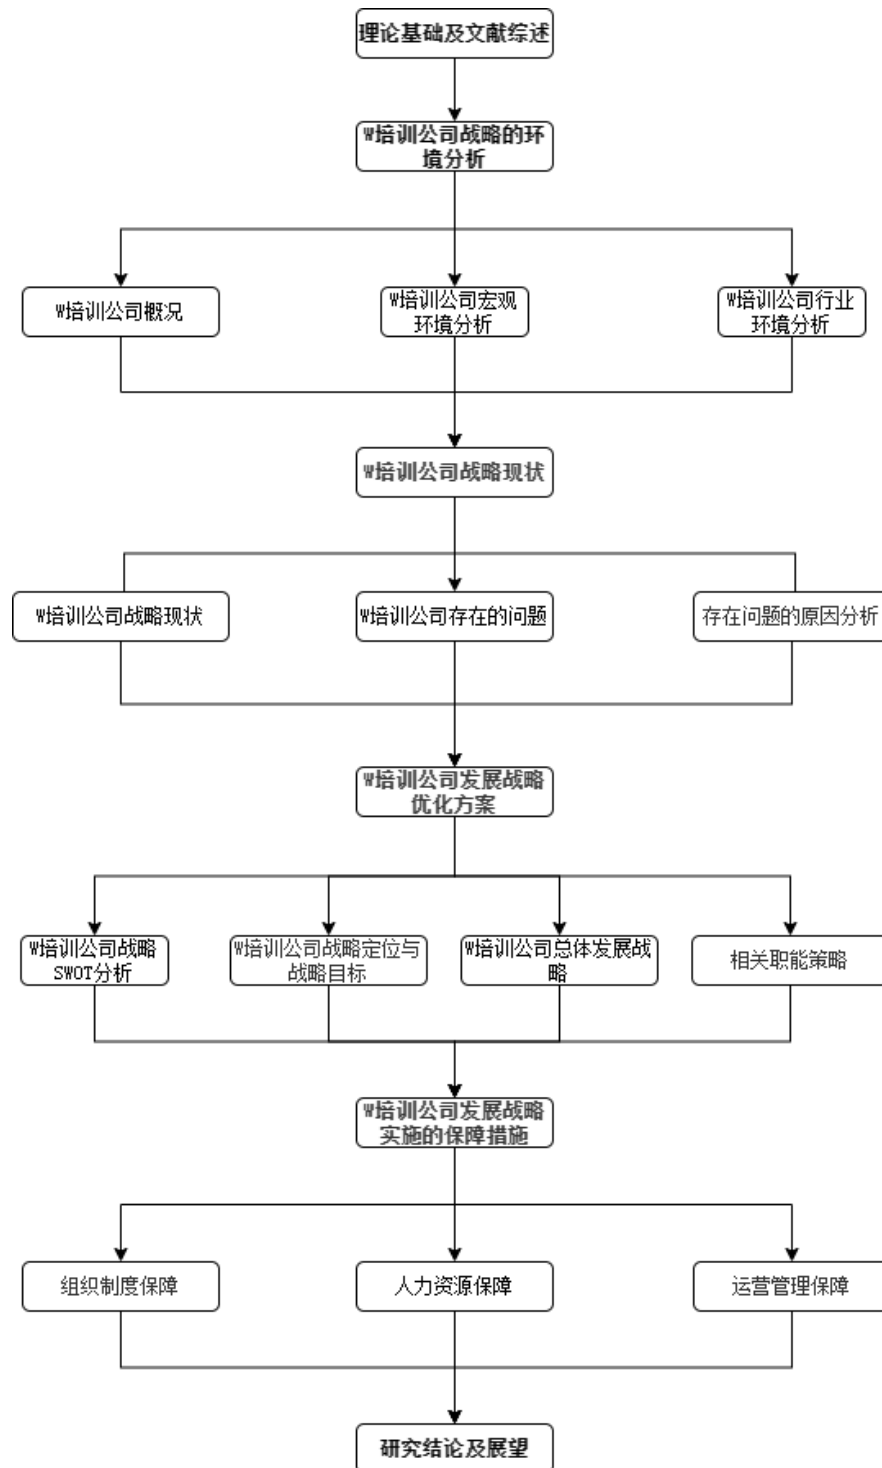 理论基础及文献综述
W培训公司战略的环
境分析
W培训公司概况
W培训公司宏观
环境分析
W培训公司行业
环境分析
W培训公司战略现状
W培训公司战略现状
W培训公司存在的问题
存在问题的原因分析
W培训公司发展战略
优化方案
W培训公司战略
SWOT分析
W培训公司战略定位与
战略目标
W培训公司总体发展战
略
相关职能策略
W培训公司发展战略
实施的保障措施
组织制度保障
人力资源保障
运营管理保障
研究结论及展望